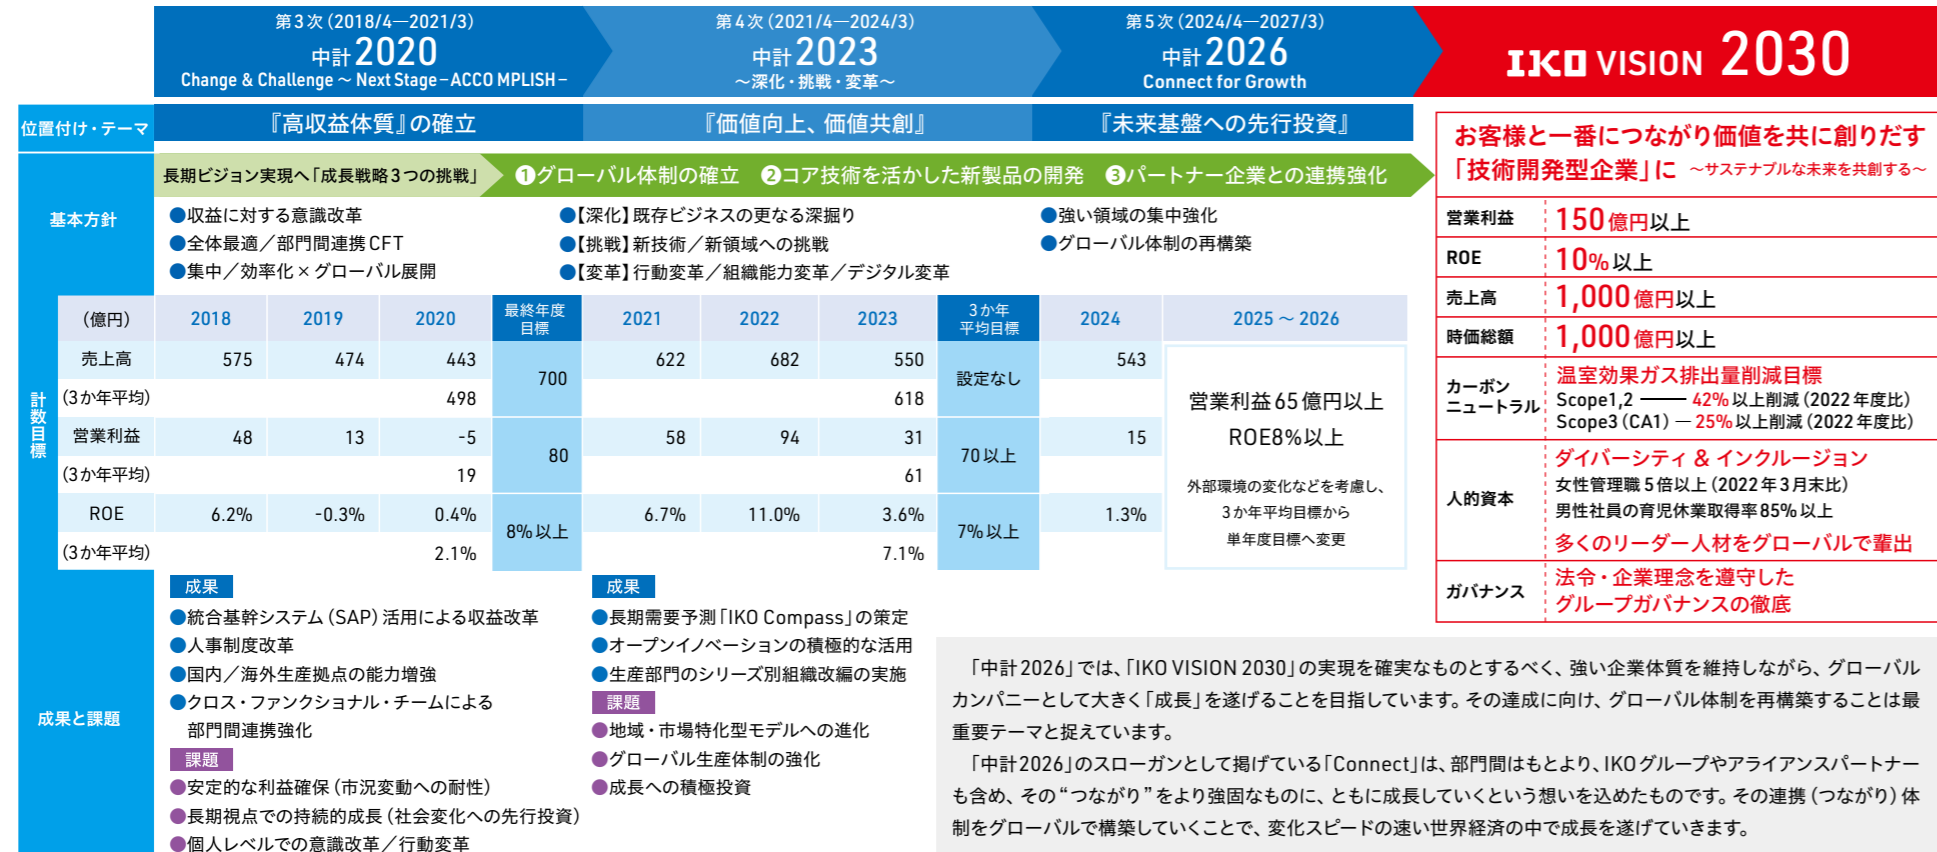 第3次（2018/4—2021/3）
中計2020
Change & Challenge ～ Next Stage－ACCO MPLISH－
第4次（2021/4—2024/3）
中計2023
～深化・挑戦・変革～
第5次（2024/4—2027/3）
中計2026
Connect for Growth
IKO VISION 2030
位置付け・テーマ
『高収益体質』の確立
『価値向上、価値共創』
『未来基盤への先行投資』
基本方針
長期ビジョン実現へ「成長戦略3つの挑戦」
❶グローバル体制の確立 ❷コア技術を活かした新製品の開発 ❸パートナー企業との連携強化
●収益に対する意識改革
●全体最適／部門間連携CFT
●集中／効率化×グローバル展開
●【深化】既存ビジネスの更なる深掘り
●【挑戦】新技術／新領域への挑戦
●【変革】行動変革／組織能力変革／デジタル変革
●強い領域の集中強化
●グローバル体制の再構築
計数目標
（億円） 2018 2019 2020 最終年度目標 2021 2022 2023 3か年平均目標 2024 2025～2026
売上高 575 474 443 700 622 682 550 設定なし 543
（3か年平均） 498 618
営業利益 48 13 -5 80 58 94 31 70以上 15
（3か年平均） 19 61
ROE 6.2% -0.3% 0.4% 8%以上 6.7% 11.0% 3.6% 7%以上 1.3%
（3か年平均） 2.1% 7.1%
営業利益65億円以上
ROE8%以上
外部環境の変化などを考慮し、
3か年平均目標から
単年度目標へ変更
成果と課題
成果
●統合基幹システム（SAP）活用による収益改革
●人事制度改革
●国内／海外生産拠点の能力増強
●クロス・ファンクショナル・チームによる
部門間連携強化
課題
●安定的な利益確保（市況変動への耐性）
●長期視点での持続的成長（社会変化への先行投資）
●個人レベルでの意識改革／行動変革
成果
●長期需要予測「IKO Compass」の策定
●オープンイノベーションの積極的な活用
●生産部門のシリーズ別組織改編の実施
課題
●地域・市場特化型モデルへの進化
●グローバル生産体制の強化
●成長への積極投資
お客様と一番につながり価値を共に創りだす
「技術開発型企業」に ～サステナブルな未来を共創する～
営業利益 150億円以上
ROE 10%以上
売上高 1,000億円以上
時価総額 1,000億円以上
カーボンニュートラル
温室効果ガス排出量削減目標
Scope1,2 —— 42%以上削減（2022年度比）
Scope3（CA1）— 25%以上削減（2022年度比）
人的資本
ダイバーシティ & インクルージョン
女性管理職5倍以上（2022年3月末比）
男性社員の育児休業取得率85%以上
多くのリーダー人材をグローバルで輩出
ガバナンス
法令・企業理念を遵守した
グループガバナンスの徹底
「中計2026」では、「IKO VISION 2030」の実現を確実なものとするべく、強い企業体質を維持しながら、グローバル
カンパニーとして大きく「成長」を遂げることを目指しています。その達成に向け、グローバル体制を再構築することは最
重要テーマと捉えています。
「中計2026」のスローガンとして掲げている「Connect」は、部門間はもとより、IKOグループやアライアンスパートナー
も含め、その“つながり”をより強固なものに、ともに成長していくという想いを込めたものです。その連携（つながり）体
制をグローバルで構築していくことで、変化スピードの速い世界経済の中で成長を遂げていきます。